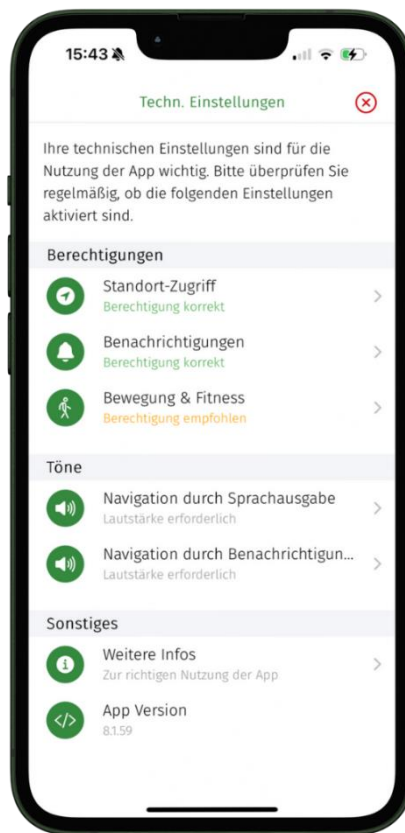 15:43
Techn. Einstellungen
Ihre technischen Einstellungen sind für die
Nutzung der App wichtig. Bitte überprüfen Sie
regelmäßig, ob die folgenden Einstellungen
aktiviert sind.
Berechtigungen
Standort-Zugriff
Berechtigung korrekt
Benachrichtigungen
Berechtigung korrekt
Bewegung & Fitness
Berechtigung empfohlen
Töne
Navigation durch Sprachausgabe
Lautstärke erforderlich
Navigation durch Benachrichtigun...
Lautstärke erforderlich
Sonstiges
Weitere Infos
Zur richtigen Nutzung der App
App Version
8.1.59